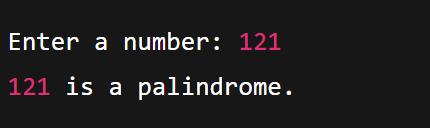 Enter a number: 121
121 is a palindrome.